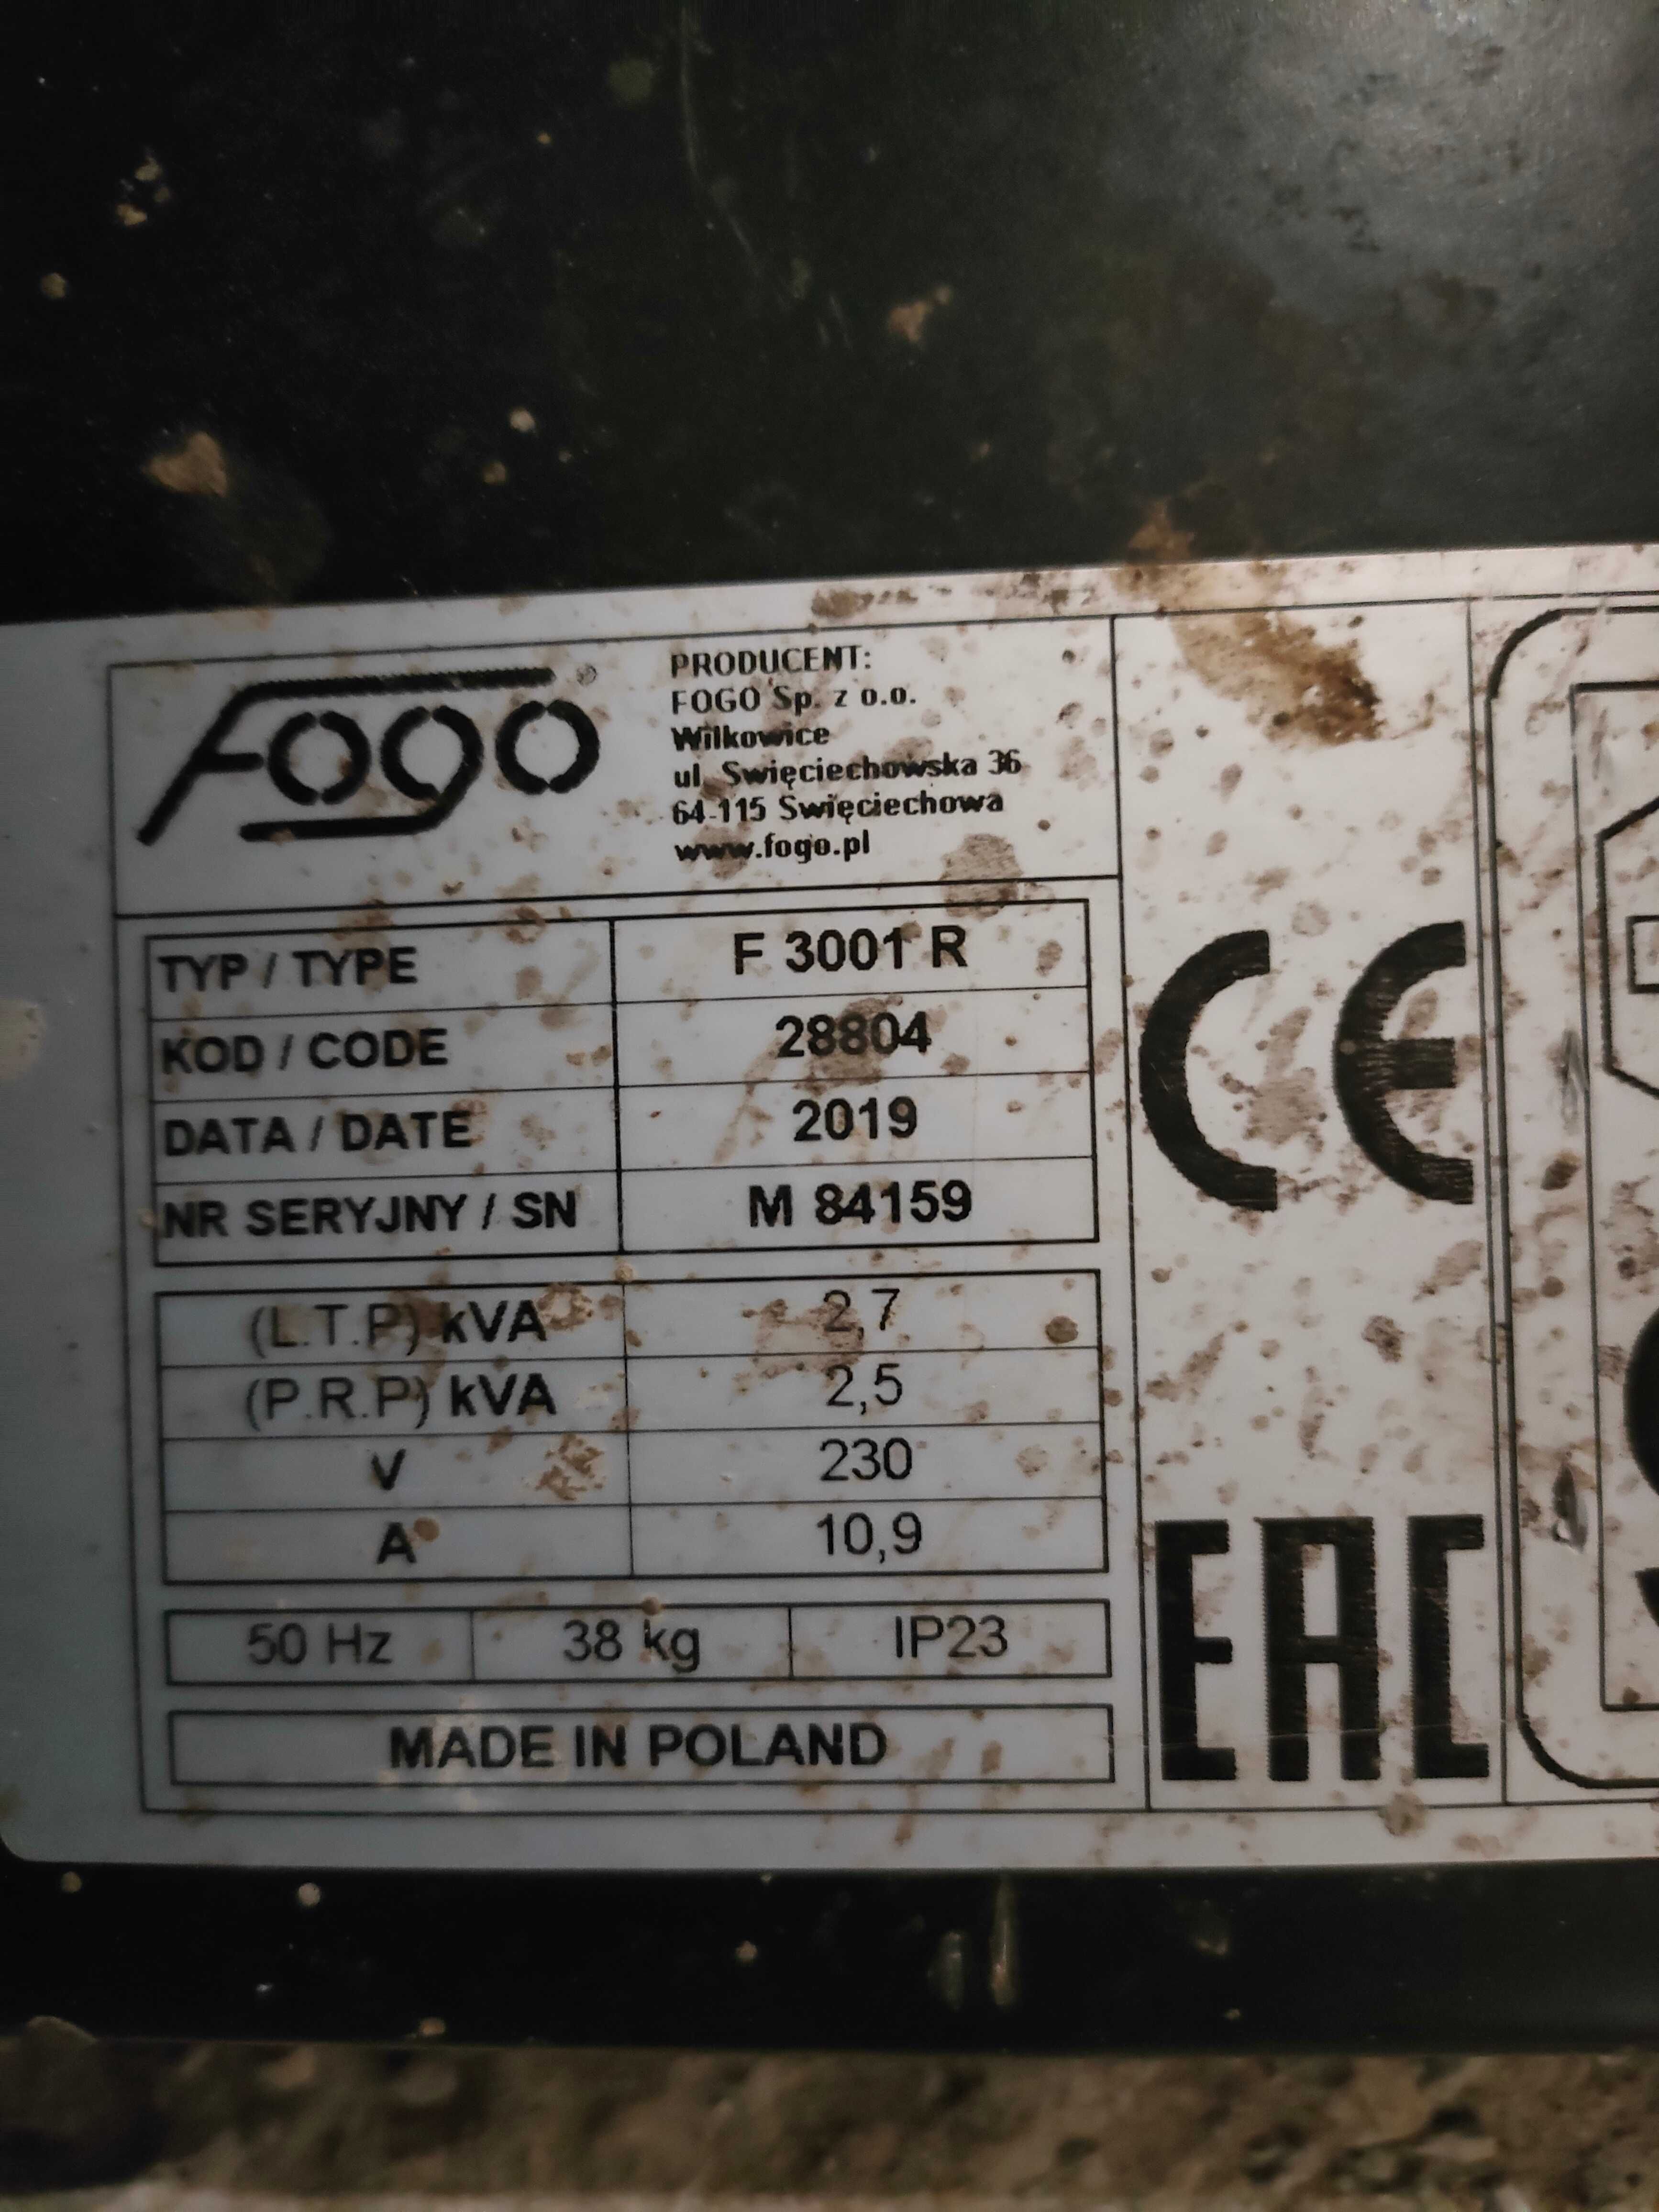 Fogo®
PRODUCENT:
FOGO Sp. z o.o.
Wilkowice
ul. Święciechowska 36
64-115 Święciechowa
www.fogo.pl
TYP / TYPE F 3001 R
KOD / CODE 28804
DATA / DATE 2019
NR SERYJNY / SN M 84159
(L.T.P) kVA 2,7
(P.R.P) kVA 2,5
V 230
A 10,9
50 Hz 38 kg IP23
MADE IN POLAND
CE
EAC